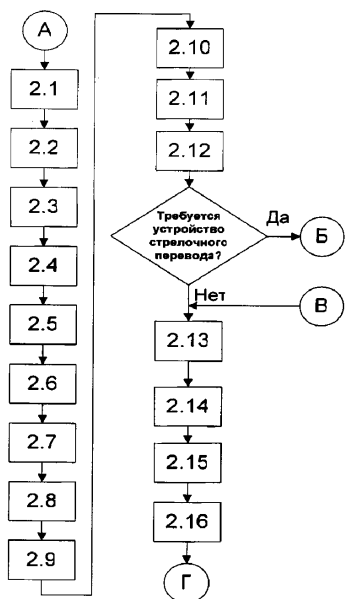 А
2.1
2.2
2.3
2.4
2.5
2.6
2.7
2.8
2.9
2.10
2.11
2.12
Требуется
устройство
стрелочного
перевода?
Да
Б
Нет
В
2.13
2.14
2.15
2.16
Г